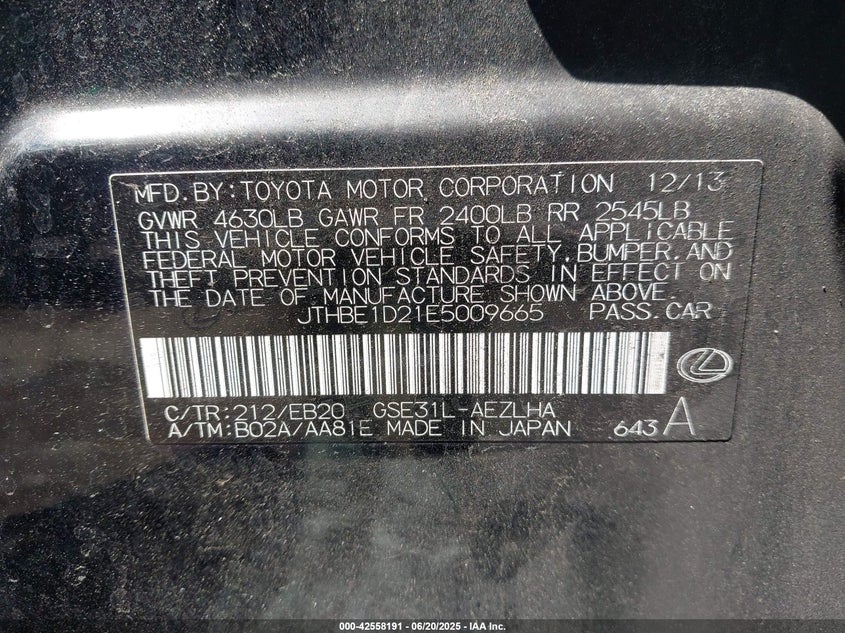 MFD.BY:TOYOTA MOTOR CORPORATION 12/13
GVWR 4630LB GAWR FR 2400LB RR 2545LB
THIS VEHICLE CONFORMS TO ALL APPLICABLE
FEDERAL MOTOR VEHICLE SAFETY,BUMPER,AND
THEFT PREVENTION STANDARDS IN EFFECT ON
THE DATE OF MANUFACTURE SHOWN ABOVE.
JTHBE1D21E5009665 PASS.CAR
C/TR:212/EB20 GSE31L-AEZLHA
A/TM:B02A/AA81E MADE IN JAPAN 643 A
000-42558191 - 06/20/2025 - IAA Inc.